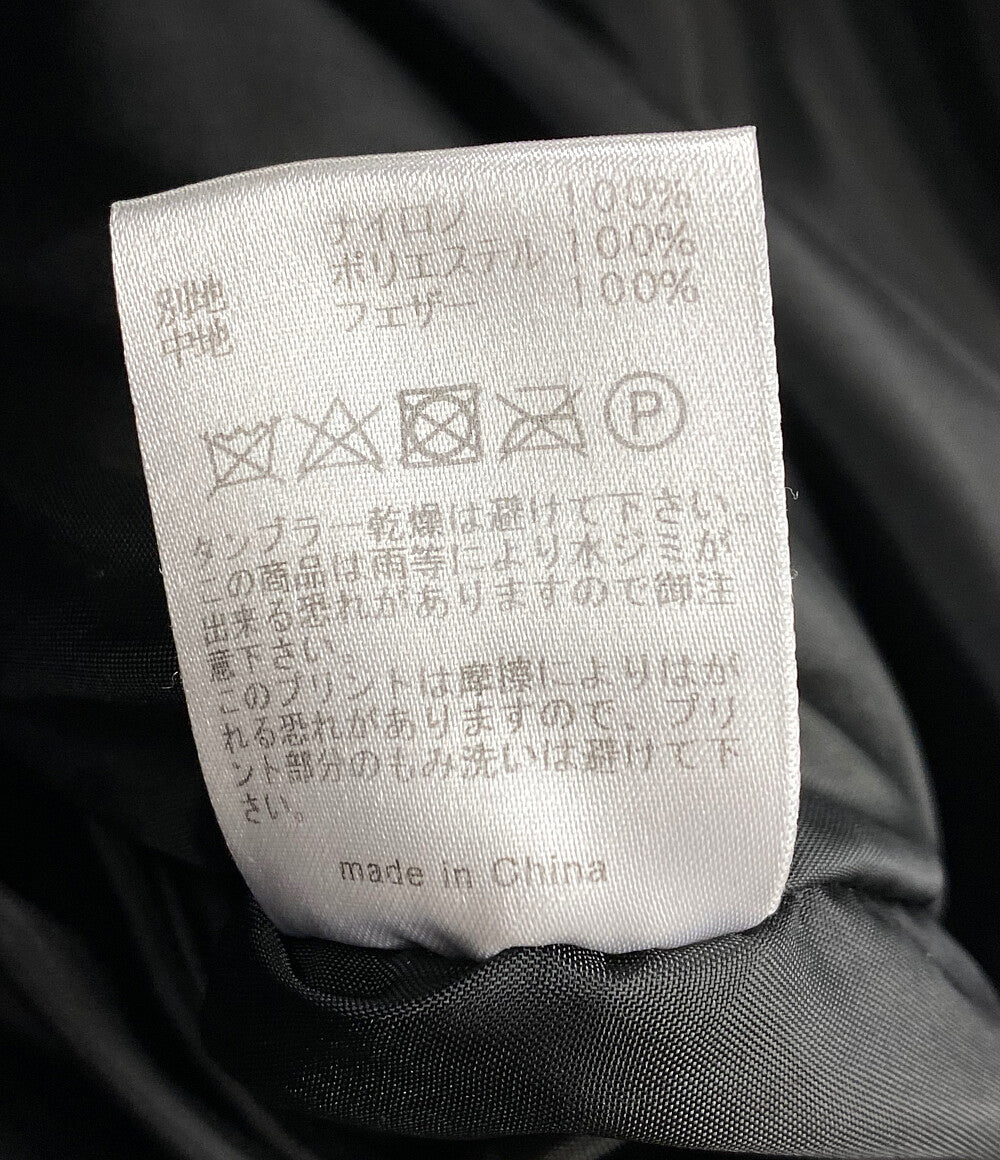 ナイロン 100%
別地 ポリエステル 100%
中地 フェザー 100%
P
タンブラー乾燥は避けて下さい。
この商品は雨等により水ジミが
出来る恐れがありますので御注
意下さい。
このプリントは摩擦によりはが
れる恐れがありますので、プリ
ント部分のもみ洗いは避けて下
さい。
made in China